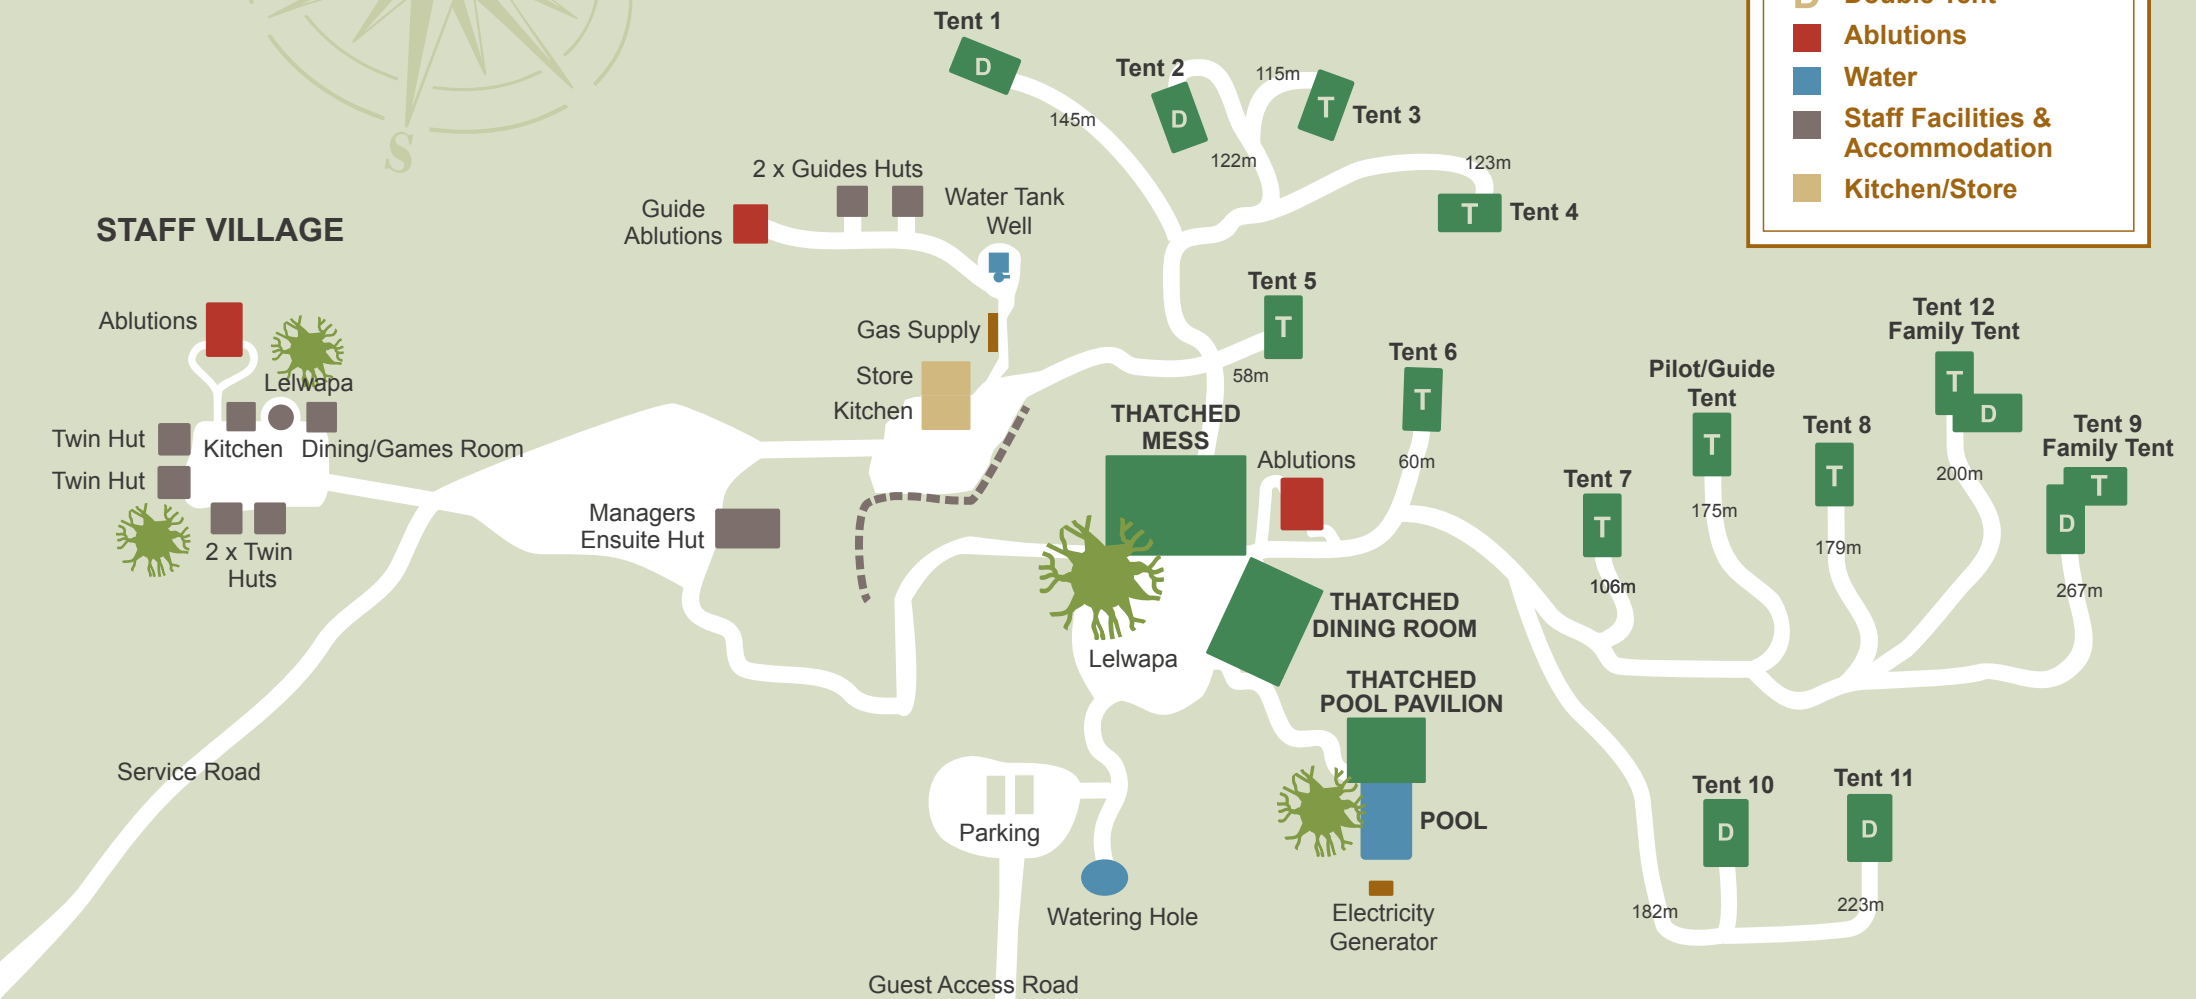 Double Tent
Ablutions
Water
Staff Facilities &
Accommodation
Kitchen/Store
S
Tent 1
D
145m
Tent 2
D
122m
115m
T
Tent 3
123m
T
Tent 4
2 x Guides Huts
Guide
Ablutions
Water Tank
Well
STAFF VILLAGE
Ablutions
Lelwapa
Twin Hut
Kitchen
Dining/Games Room
Twin Hut
2 x Twin
Huts
Gas Supply
Store
Kitchen
Tent 5
T
58m
Tent 6
T
60m
THATCHED
MESS
Ablutions
Managers
Ensuite Hut
Tent 7
T
106m
Pilot/Guide
Tent
T
175m
Tent 8
T
179m
Tent 12
Family Tent
T
D
200m
Tent 9
Family Tent
T
D
267m
THATCHED
DINING ROOM
Lelwapa
THATCHED
POOL PAVILION
POOL
Service Road
Parking
Watering Hole
Electricity
Generator
Tent 10
D
182m
Tent 11
D
223m
Guest Access Road